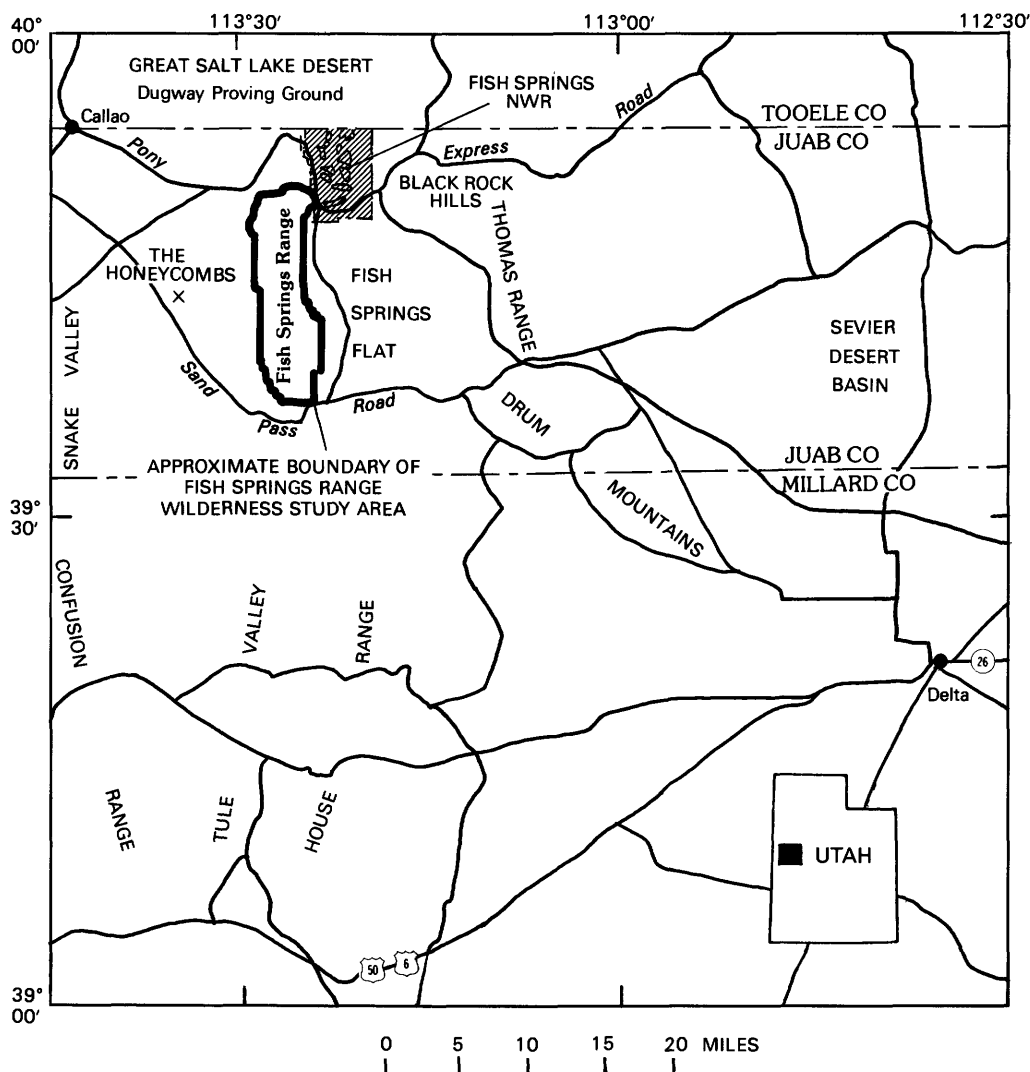 40°
00'
113°30'
113°00'
112°30'
GREAT SALT LAKE DESERT
Dugway Proving Ground
FISH SPRINGS
NWR
Road
TOOELE CO
JUAB CO
Callao
Pony
Express
BLACK ROCK
HILLS
THE
HONEYCOMBS
Fish Springs Range
FISH
SPRINGS
FLAT
THOMAS RANGE
SEVIER
DESERT
BASIN
SNAKE VALLEY
Sand
Pass
Road
DRUM
MOUNTAINS
APPROXIMATE BOUNDARY OF
FISH SPRINGS RANGE
WILDERNESS STUDY AREA
JUAB CO
MILLARD CO
39°
30'
CONFUSION
VALLEY
RANGE
26
Delta
RANGE
TULE
HOUSE
UTAH
50
6
39°
00'
0 5 10 15 20 MILES